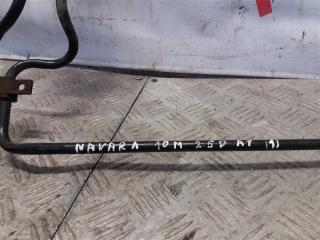 NAVARA 10M 2.5D AT (1)